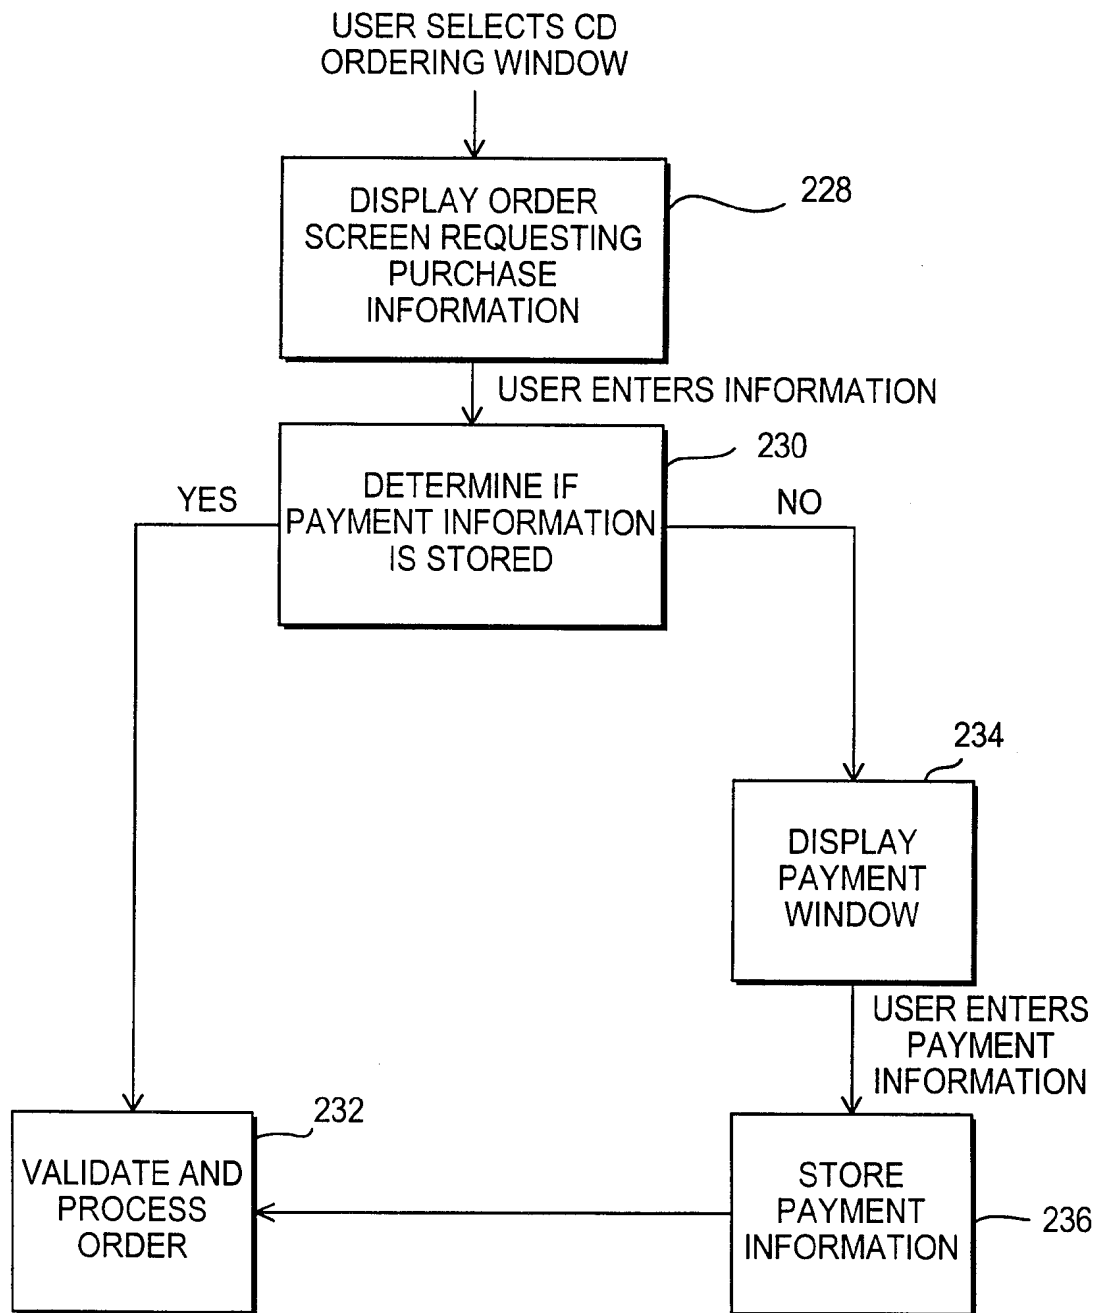 USER SELECTS CD
ORDERING WINDOW
DISPLAY ORDER
SCREEN REQUESTING
PURCHASE
INFORMATION
228
USER ENTERS INFORMATION
230
DETERMINE IF
PAYMENT INFORMATION
IS STORED
YES
NO
234
DISPLAY
PAYMENT
WINDOW
USER ENTERS
PAYMENT
INFORMATION
232
VALIDATE AND
PROCESS
ORDER
STORE
PAYMENT
INFORMATION
236